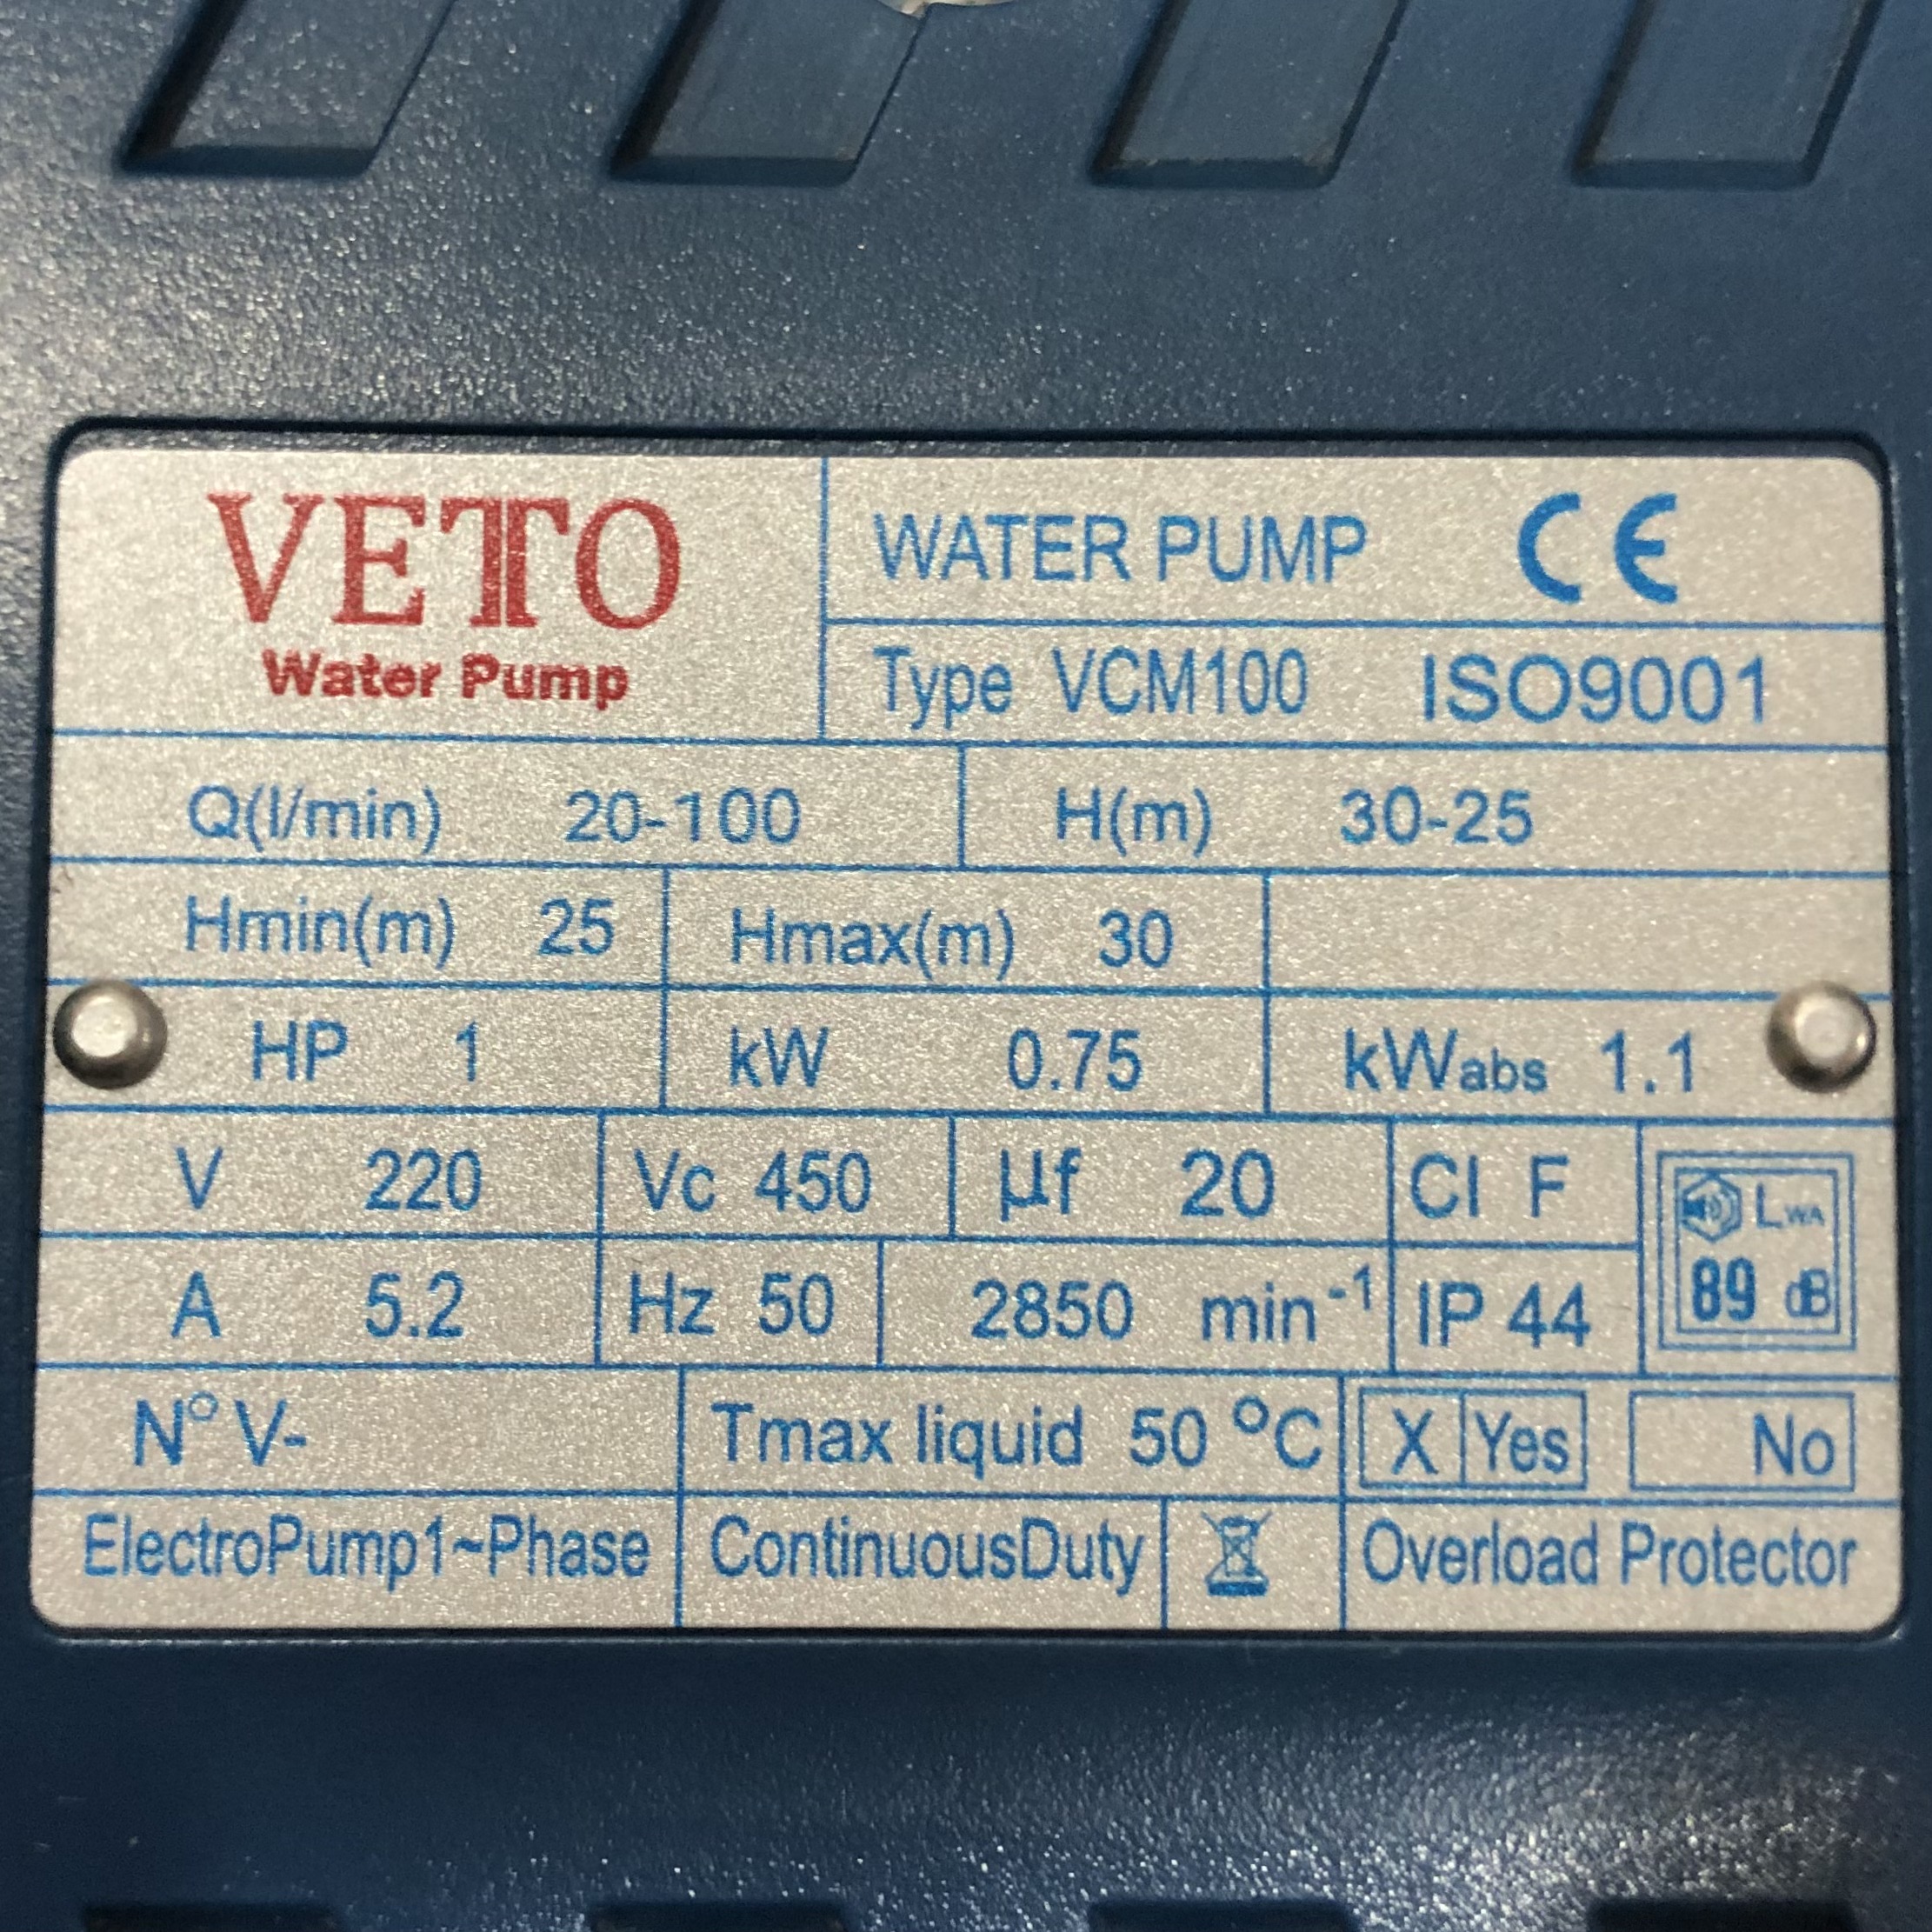 VETTO
Water Pump
WATER PUMP CE
Type VCM100 ISO9001
Q(l/min) 20-100 H(m) 30-25
Hmin(m) 25 Hmax(m) 30
HP 1 kW 0.75 kWabs 1.1
V 220 Vc 450 µf 20 Cl F
LWA
89 dB
A 5.2 Hz 50 2850 min-1 IP 44
N° V- Tmax liquid 50 °C X Yes No
ElectroPump1~Phase ContinuousDuty Overload Protector